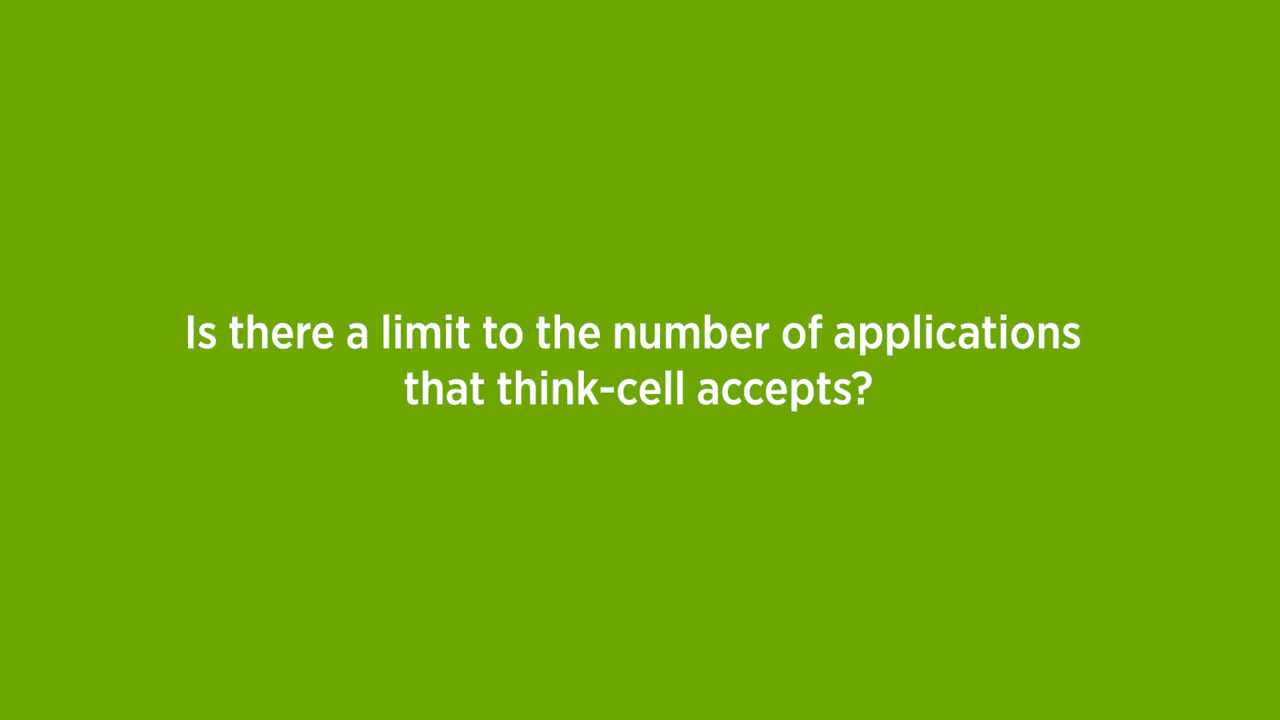 Is there a limit to the number of applications
that think-cell accepts?